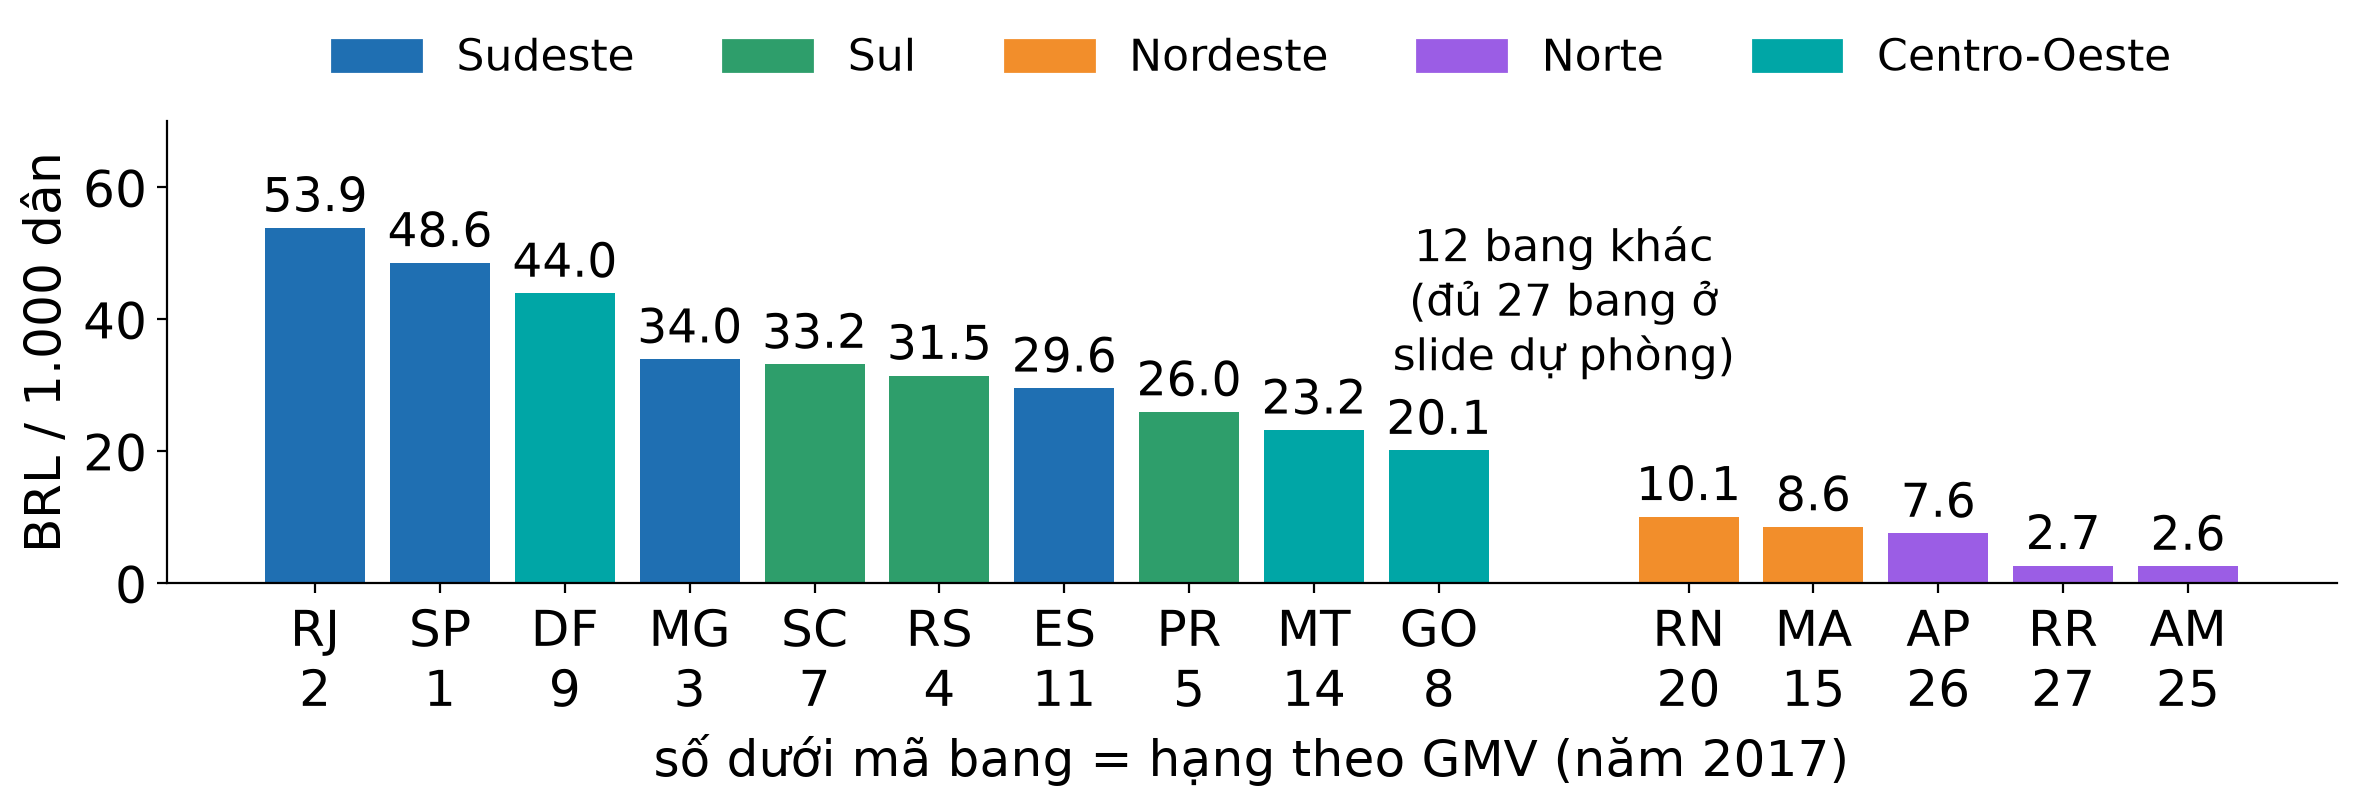 Sudeste Sul Nordeste Norte Centro-Oeste
BRL / 1.000 dân
60
40
20
0
53.9 48.6 44.0 34.0 33.2 31.5 29.6 26.0 23.2 20.1 10.1 8.6 7.6 2.7 2.6
12 bang khác
(đủ 27 bang ở
slide dự phòng)
RJ SP DF MG SC RS ES PR MT GO RN MA AP RR AM
2 1 9 3 7 4 11 5 14 8 20 15 26 27 25
số dưới mã bang = hạng theo GMV (năm 2017)